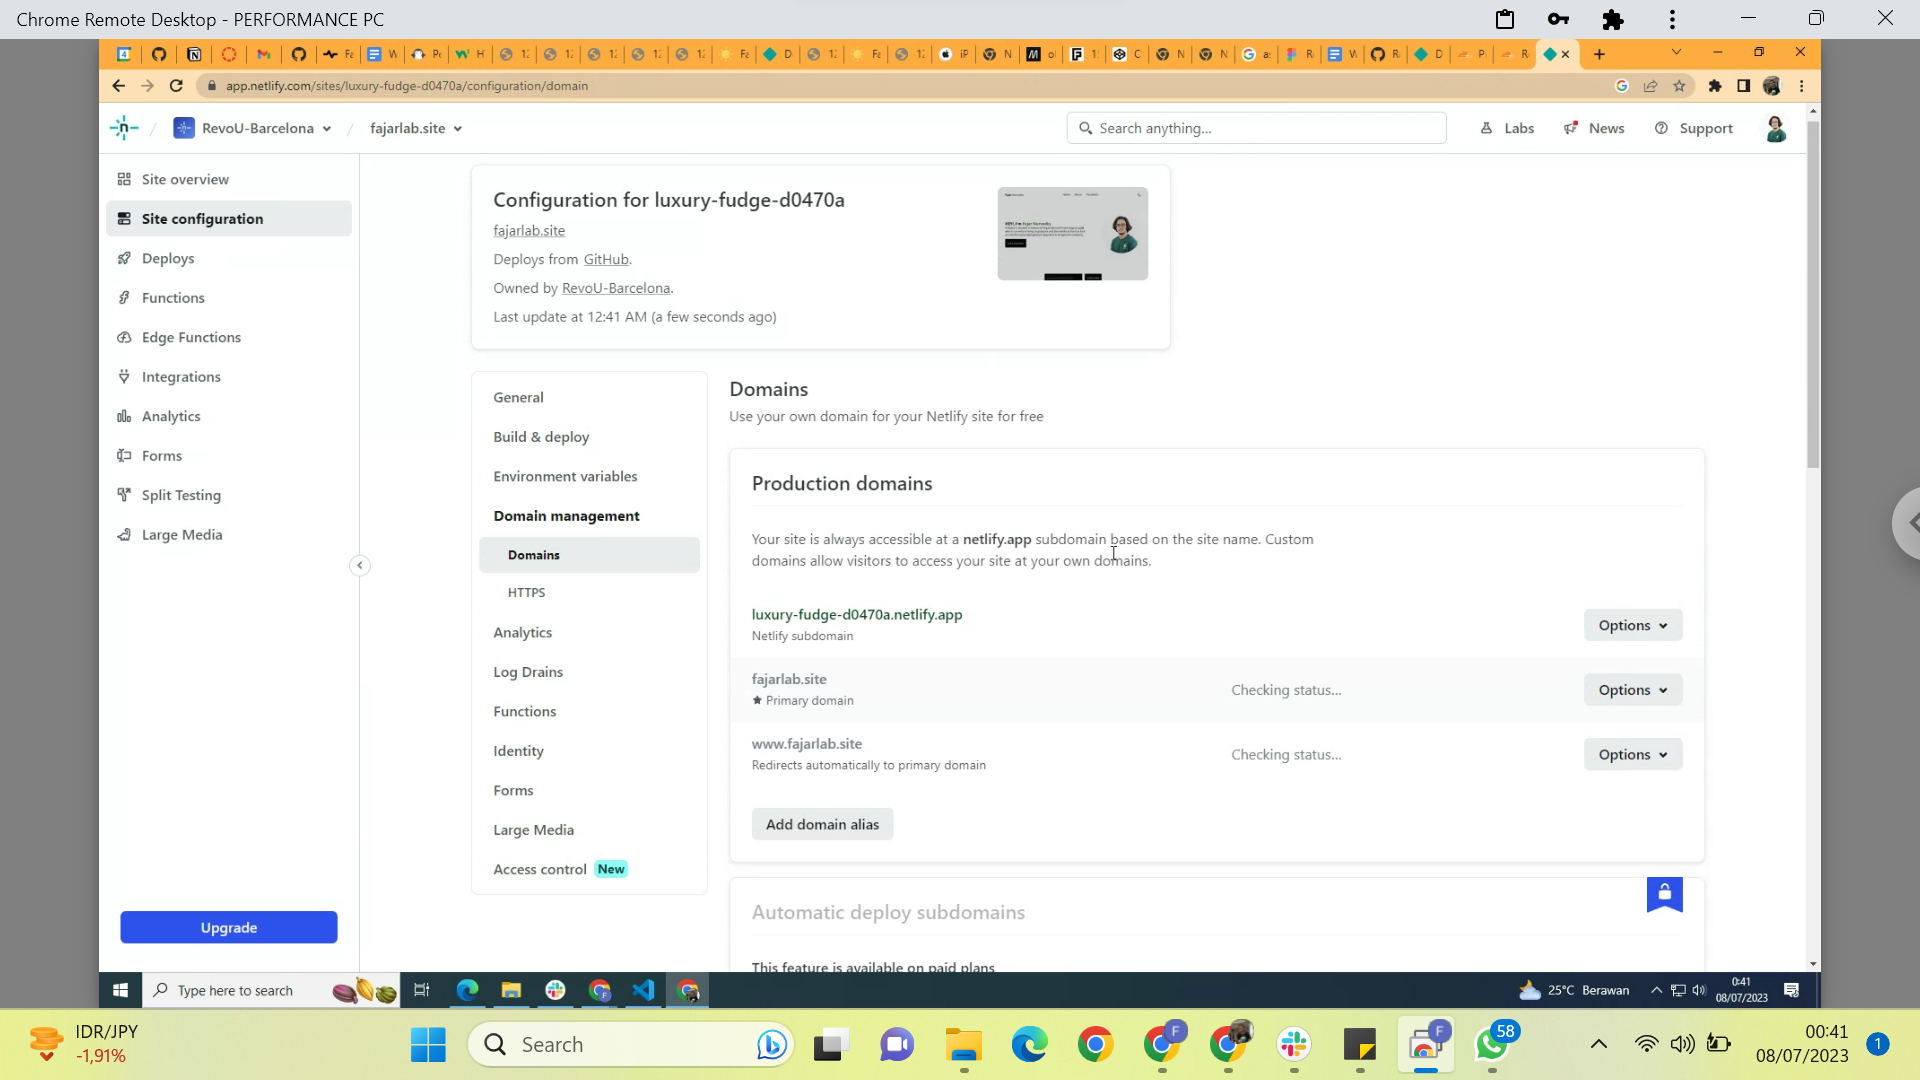 Chrome Remote Desktop - PERFORMANCE PC
app.netlify.com/sites/luxury-fudge-d0470a/configuration/domain
RevoU-Barcelona
fajarlab.site
Search anything...
Labs
News
Support
Site overview
Site configuration
Deploys
Functions
Edge Functions
Integrations
Analytics
Forms
Split Testing
Large Media
Upgrade
Configuration for luxury-fudge-d0470a
fajarlab.site
Deploys from GitHub.
Owned by RevoU-Barcelona.
Last update at 12:41 AM (a few seconds ago)
General
Build & deploy
Environment variables
Domain management
Domains
HTTPS
Analytics
Log Drains
Functions
Identity
Forms
Large Media
Access control New
Domains
Use your own domain for your Netlify site for free
Production domains
Your site is always accessible at a netlify.app subdomain based on the site name. Custom
domains allow visitors to access your site at your own domains.
luxury-fudge-d0470a.netlify.app
Netlify subdomain
Options
fajarlab.site
Primary domain
Checking status...
Options
www.fajarlab.site
Redirects automatically to primary domain
Checking status...
Options
Add domain alias
Automatic deploy subdomains
This feature is available on paid plans
Type here to search
25°C Berawan
0:41
08/07/2023
IDR/JPY
-1,91%
Search
F
F
58
00:41
08/07/2023
1